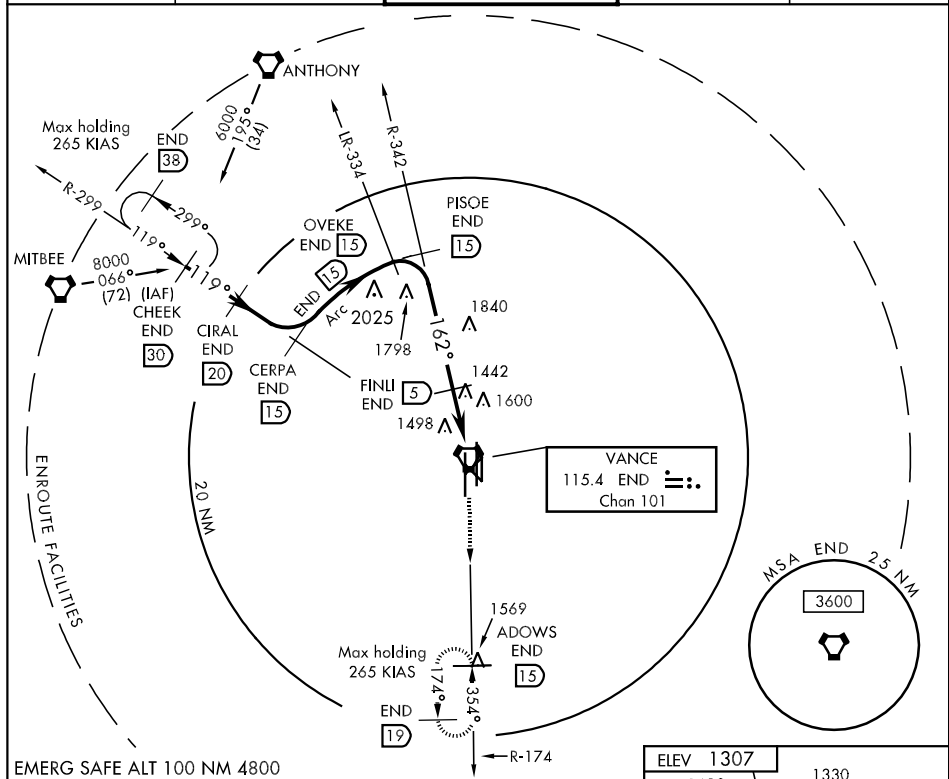 ANTHONY
6000
195°
(34)
Max holding
265 KIAS
END
38
R-299
299°
119°
LR-334
R-342
MITBEE
8000
066°
(72)
(IAF)
CHEEK
END
30
119°
CIRAL
END
20
OVEKE
END 15
END 15
Arc
PISOE
END
15
2025
1798
1840
162°
CERPA
END
15
FINLI
END
5
1442
1600
1498
VANCE
115.4 END
Chan 101
20 NM
ENROUTE FACILITIES
MSA END 25 NM
3600
1569
ADOWS
END
15
Max holding
265 KIAS
174°
354°
END
19
R-174
EMERG SAFE ALT 100 NM 4800
ELEV 1307
1330